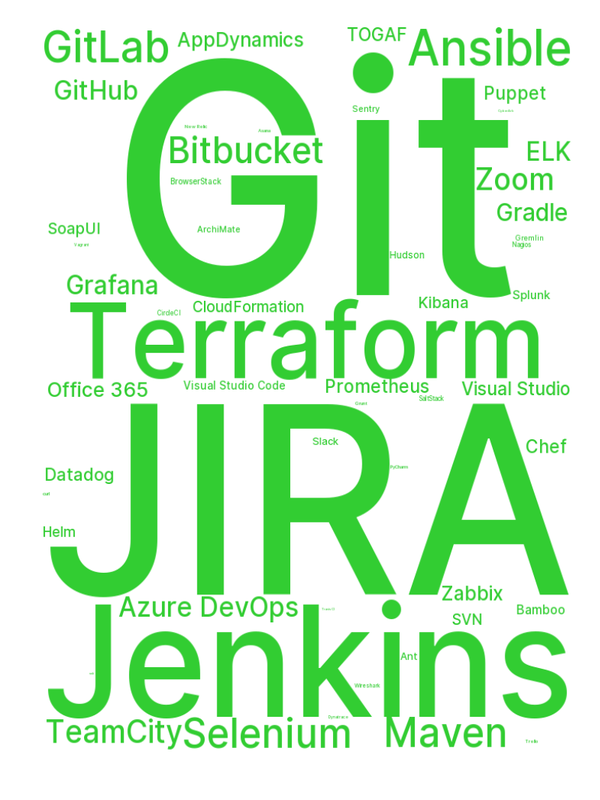 TOGAF
GitLab
AppDynamics
Ansible
GitHub
Puppet
Sentry
Git
Bitbucket
ELK
BrowserStack
Zoom
Gradle
SoapUI
ArchiMate
Gremlin
Nagios
Hudson
Grafana
Splunk
CloudFormation
Kibana
CircleCI
Terraform
Office 365
Visual Studio Code
Prometheus
Visual Studio
SaltStack
JIRA
Slack
Chef
PyCharm
Datadog
Helm
Zabbix
Azure DevOps
Bamboo
SVN
Jenkins
Ant
Wireshark
TeamCity
Selenium
Maven
Trello